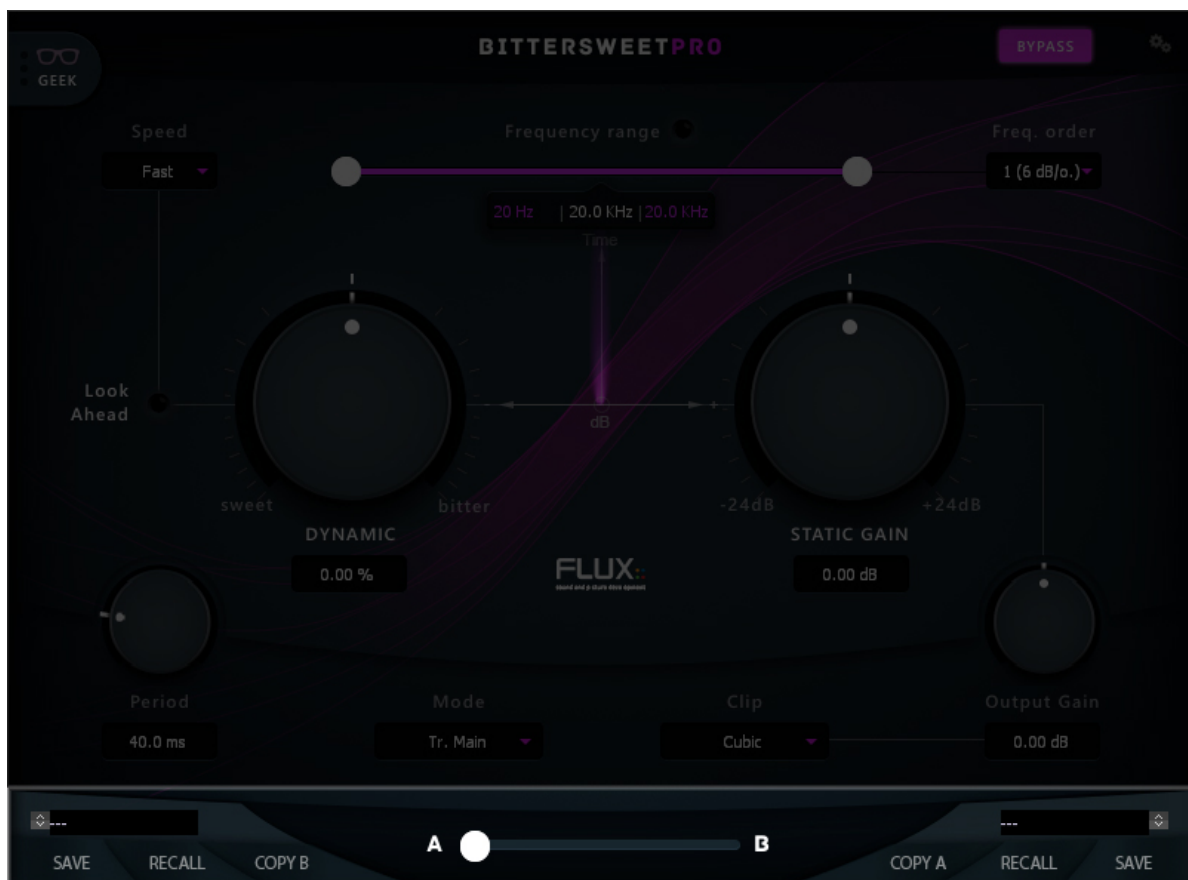 BITTERSWEETPRO
BYPASS
GEEK
Speed
Frequency range
Freq. order
Fast
1 (6 dB/o.)
20 Hz | 20.0 KHz | 20.0 KHz
Time
Look
Ahead
- +
dB
sweet
bitter
-24dB
+24dB
DYNAMIC
STATIC GAIN
0.00 %
FLUX::
0.00 dB
Period
Mode
Clip
Output Gain
40.0 ms
Tr. Main
Cubic
0.00 dB
---
---
A
B
SAVE
RECALL
COPY B
COPY A
RECALL
SAVE